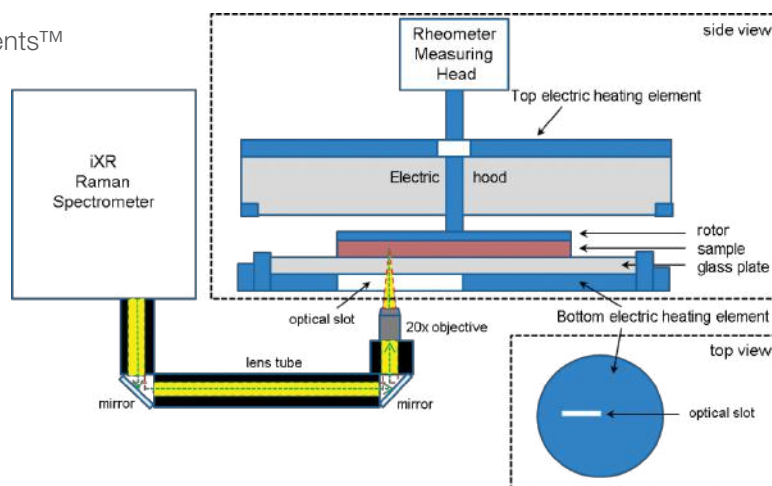 ents™
side view
Rheometer
Measuring
Head
Top electric heating element
iXR
Raman
Spectrometer
Electric hood
rotor
sample
glass plate
optical slot
20x objective
Bottom electric heating element
lens tube
mirror
mirror
top view
optical slot